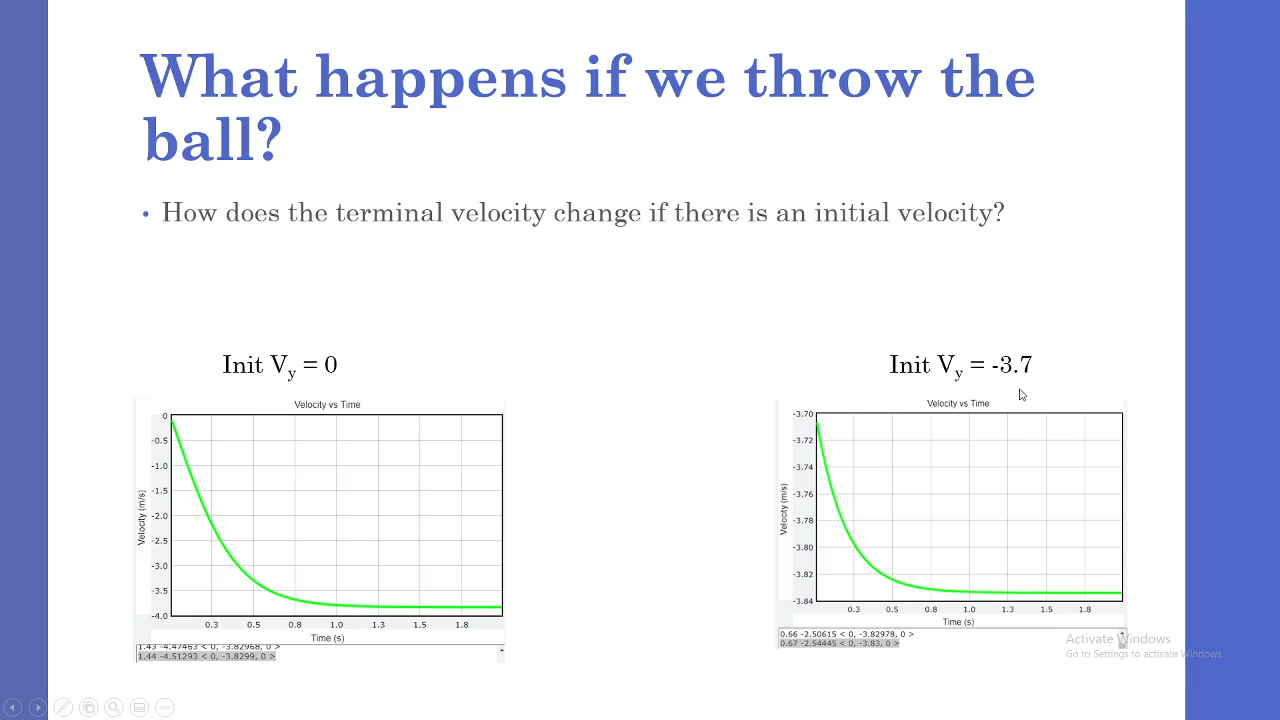 What happens if we throw the
ball?
• How does the terminal velocity change if there is an initial velocity?
Init Vy = 0
Init Vy = -3.7
Velocity vs Time
0
-0.5
-1.0
-1.5
-2.0
-2.5
-3.0
-3.5
-4.0
Velocity (m/s)
0.3 0.5 0.8 1.0 1.3 1.5 1.8
Time (s)
1.43 -4.47463 < 0, -3.82968, 0 >
1.44 -4.51293 < 0, -3.8299, 0 >
Velocity vs Time
-3.70
-3.72
-3.74
-3.76
-3.78
-3.80
-3.82
-3.84
Velocity (m/s)
0.3 0.5 0.8 1.0 1.3 1.5 1.8
Time (s)
0.66 -2.50615 < 0, -3.82978, 0 >
0.67 -2.54445 < 0, -3.83, 0 >
Activate Windows
Go to Settings to activate Windows.